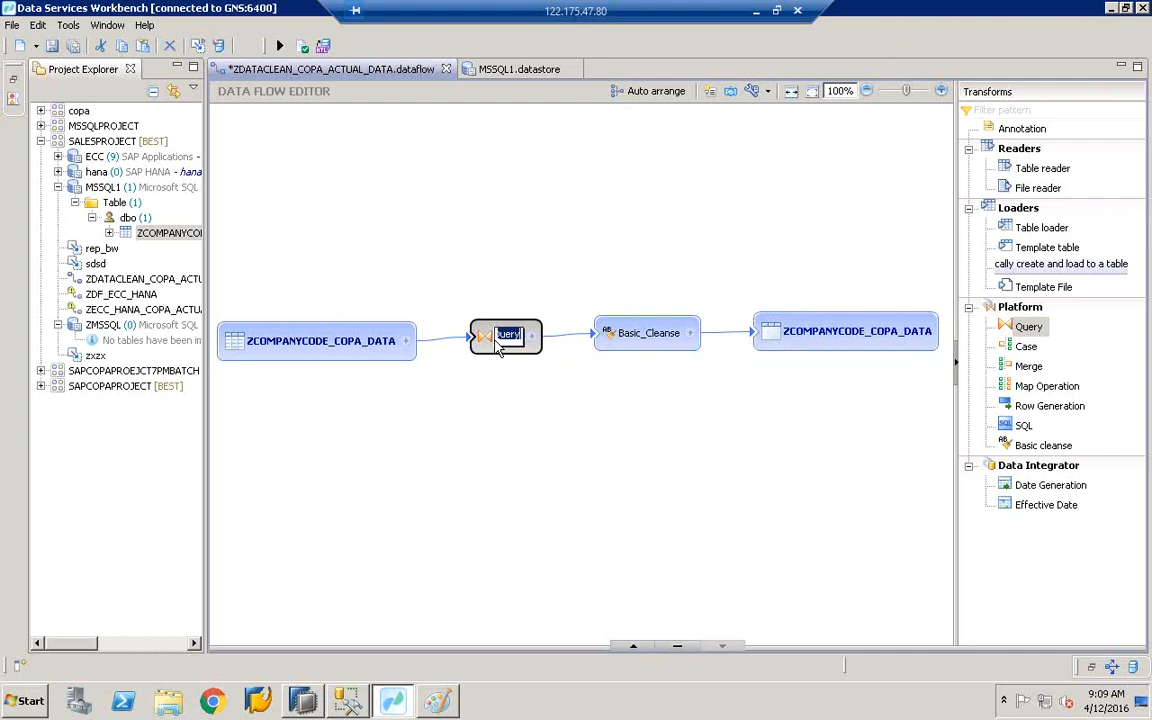 Data Services Workbench [connected to GNS:6400]
122.175.47.80
File Edit Tools Window Help
Project Explorer
*ZDATACLEAN_COPA_ACTUAL_DATA.dataflow
MSSQL1.datastore
DATA FLOW EDITOR
Auto arrange
100%
Transforms
Filter pattern
Annotation
Readers
Table reader
File reader
Loaders
Table loader
Template table
cally create and load to a table
Template File
Platform
Query
Case
Merge
Map Operation
Row Generation
SQL
Basic cleanse
Data Integrator
Date Generation
Effective Date
copa
MSSQLPROJECT
SALESPROJECT [BEST]
ECC (9) SAP Applications -
hana (0) SAP HANA - hana
MSSQL1 (1) Microsoft SQL
Table (1)
dbo (1)
ZCOMPANYCO
rep_bw
sdsd
ZDATACLEAN_COPA_ACTU
ZDF_ECC_HANA
ZECC_HANA_COPA_ACTU
ZMSSQL (0) Microsoft SQL
No tables have been in
zxzx
SAPCOPAPROEJCT7PMBATCH
SAPCOPAPROJECT [BEST]
ZCOMPANYCODE_COPA_DATA
Query
Basic_Cleanse
ZCOMPANYCODE_COPA_DATA
Start
9:09 AM
4/12/2016